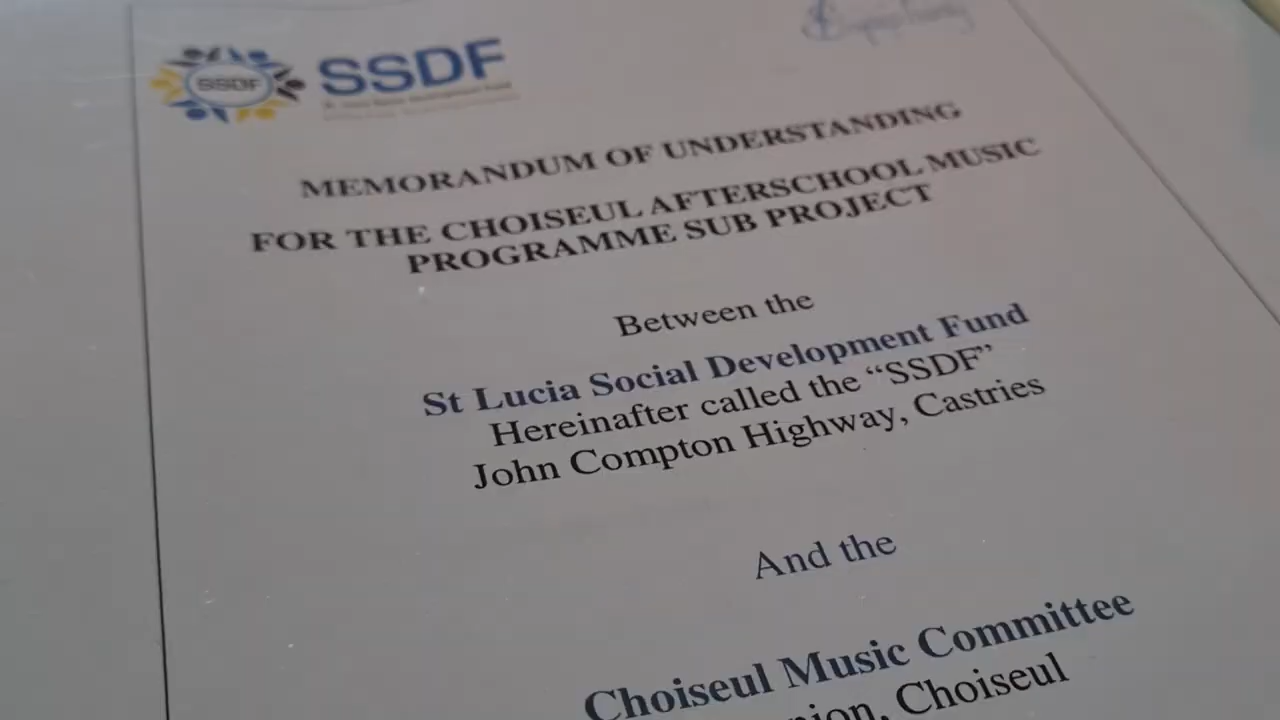 SSDF
SSDF
MEMORANDUM OF UNDERSTANDING
FOR THE CHOISEUL AFTERSCHOOL MUSIC
PROGRAMME SUB PROJECT
Between the
St Lucia Social Development Fund
Hereinafter called the “SSDF”
John Compton Highway, Castries
And the
Choiseul Music Committee
Choiseul